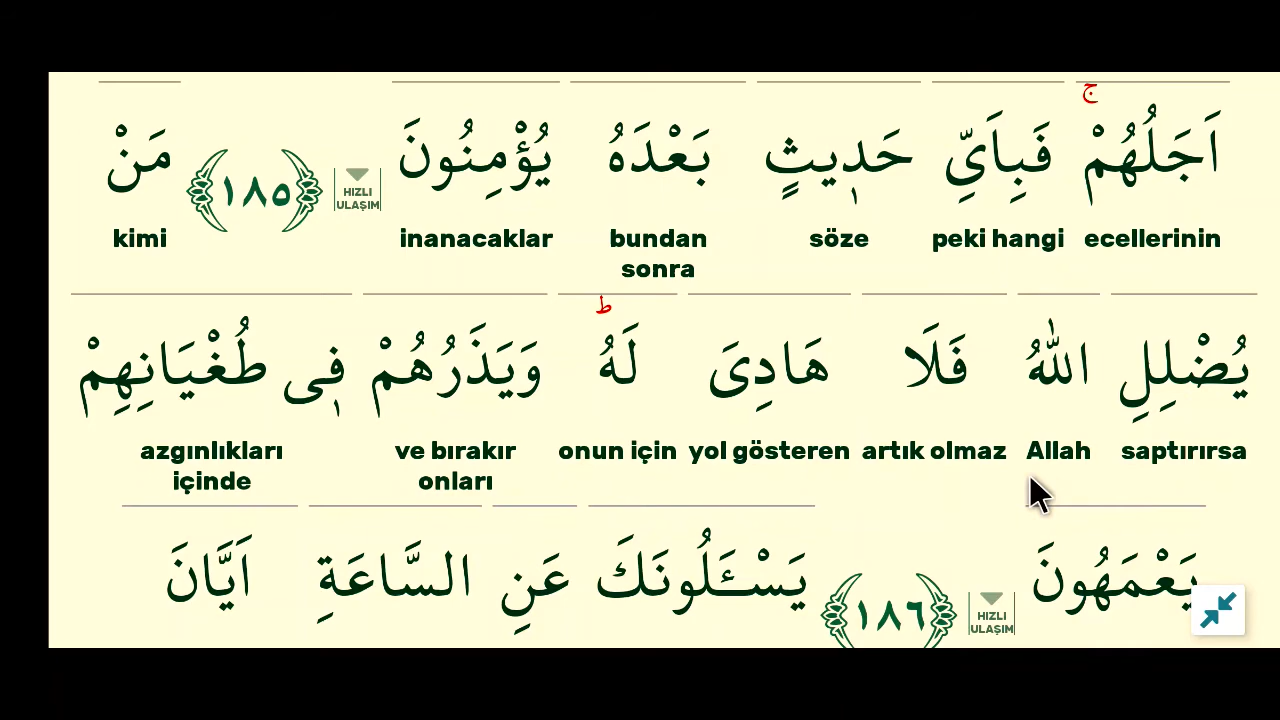 اَجَلُهُمْۚ فَبِاَيِّ حَدٖيثٍ بَعْدَهُ يُؤْمِنُونَ HIZLI ULAŞIM ﴿١٨٥﴾ مَنْ
ecellerinin peki hangi söze bundan sonra inanacaklar kimi
يُضْلِلِ اللّٰهُ فَلَا هَادِىَ لَهُؕ وَيَذَرُهُمْ فٖى طُغْيَانِهِمْ
saptırırsa Allah artık olmaz yol gösteren onun için ve bırakır onları azgınlıkları içinde
يَعْمَهُونَ HIZLI ULAŞIM ﴿١٨٦﴾ يَسْـَٔلُونَكَ عَنِ السَّاعَةِ اَيَّانَ